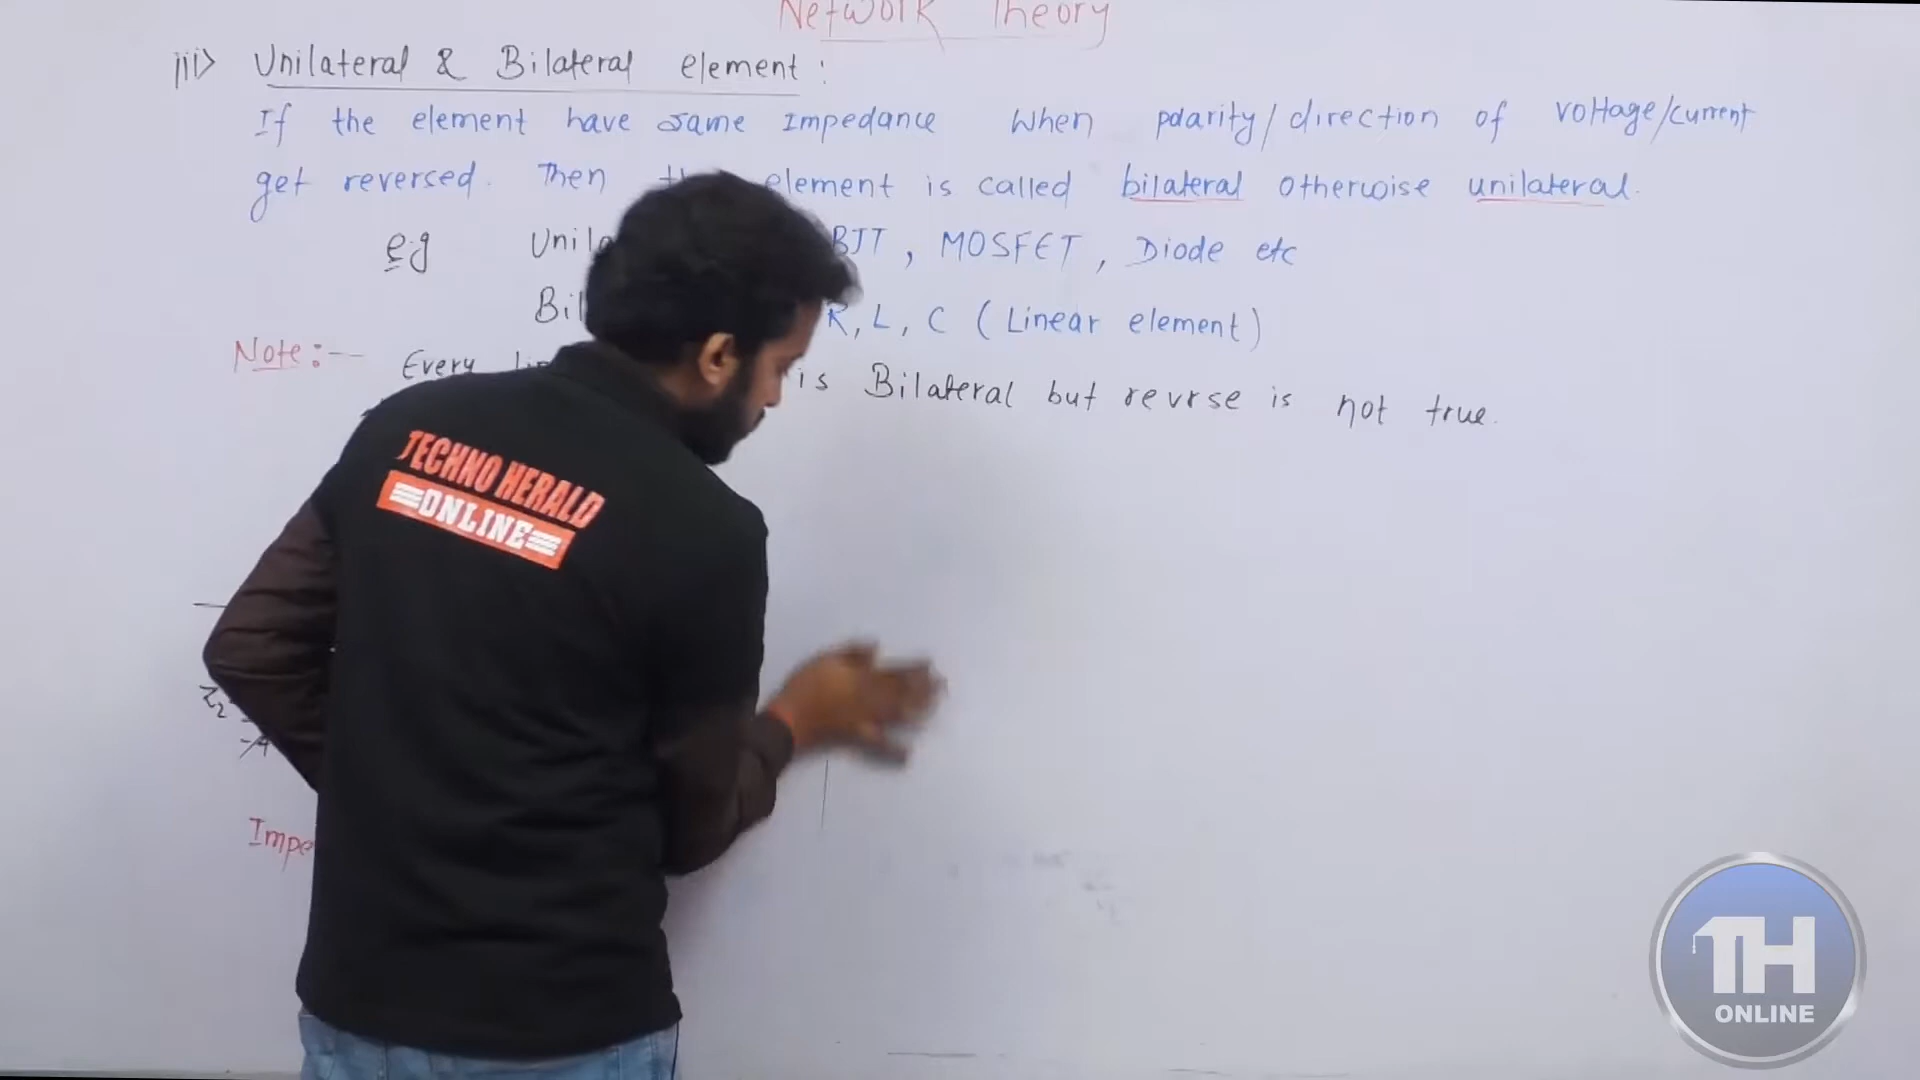 Network Theory
iii> Unilateral & Bilateral element :
If the element have same impedance when polarity/direction of voltage/current
get reversed. Then element is called bilateral otherwise unilateral.
e.g BJT, MOSFET, Diode etc
R, L, C (Linear element)
Note:- Every is Bilateral but revrse is not true.
TECHNO HERALD
ONLINE
TH
ONLINE